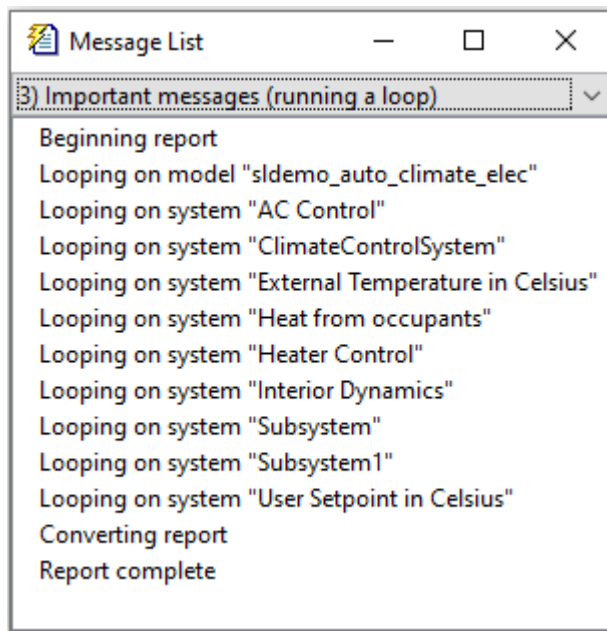 Message List
3) Important messages (running a loop)
Beginning report
Looping on model "sldemo_auto_climate_elec"
Looping on system "AC Control"
Looping on system "ClimateControlSystem"
Looping on system "External Temperature in Celsius"
Looping on system "Heat from occupants"
Looping on system "Heater Control"
Looping on system "Interior Dynamics"
Looping on system "Subsystem"
Looping on system "Subsystem1"
Looping on system "User Setpoint in Celsius"
Converting report
Report complete